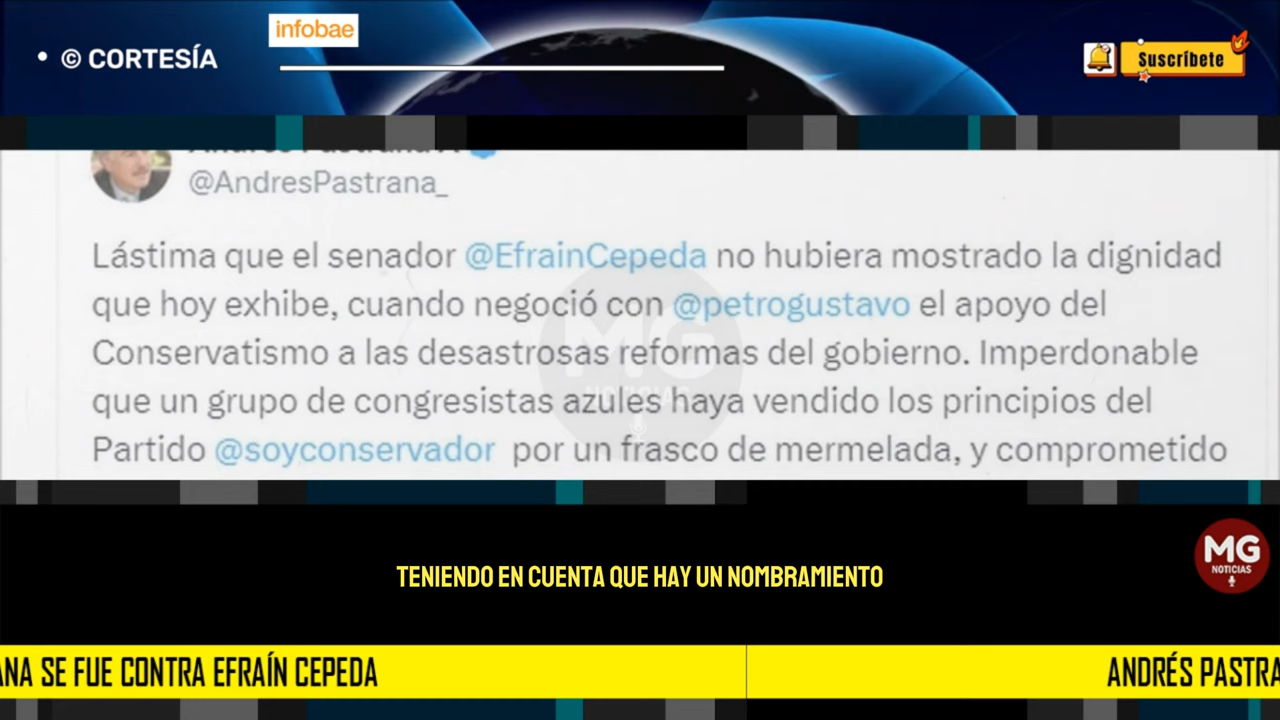 infobae
• © CORTESÍA
Suscríbete
@AndresPastrana_
Lástima que el senador @EfrainCepeda no hubiera mostrado la dignidad
que hoy exhibe, cuando negoció con @petrogustavo el apoyo del
Conservatismo a las desastrosas reformas del gobierno. Imperdonable
que un grupo de congresistas azules haya vendido los principios del
Partido @soyconservador por un frasco de mermelada, y comprometido
MG
NOTICIAS
TENIENDO EN CUENTA QUE HAY UN NOMBRAMIENTO
MG
NOTICIAS
ANA SE FUE CONTRA EFRAÍN CEPEDA
ANDRÉS PASTRA